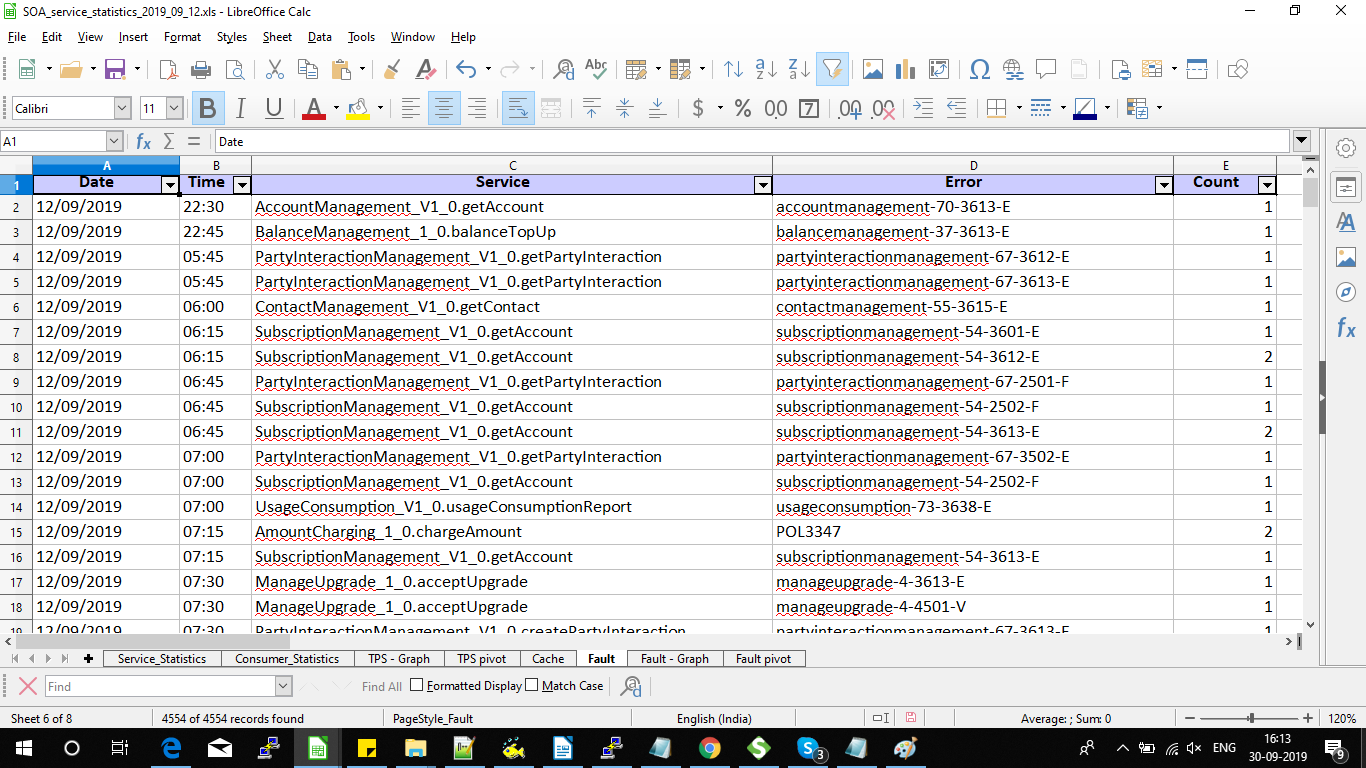 SOA_service_statistics_2019_09_12.xls - LibreOffice Calc
File Edit View Insert Format Styles Sheet Data Tools Window Help
Calibri 11
A1 Date
A B C D E
1 Date Time Service Error Count
2 12/09/2019 22:30 AccountManagement_V1_0.getAccount accountmanagement-70-3613-E 1
3 12/09/2019 22:45 BalanceManagement_1_0.balanceTopUp balancemanagement-37-3613-E 1
4 12/09/2019 05:45 PartyInteractionManagement_V1_0.getPartyInteraction partyinteractionmanagement-67-3612-E 1
5 12/09/2019 05:45 PartyInteractionManagement_V1_0.getPartyInteraction partyinteractionmanagement-67-3613-E 1
6 12/09/2019 06:00 ContactManagement_V1_0.getContact contactmanagement-55-3615-E 1
7 12/09/2019 06:15 SubscriptionManagement_V1_0.getAccount subscriptionmanagement-54-3601-E 1
8 12/09/2019 06:15 SubscriptionManagement_V1_0.getAccount subscriptionmanagement-54-3612-E 2
9 12/09/2019 06:45 PartyInteractionManagement_V1_0.getPartyInteraction partyinteractionmanagement-67-2501-F 1
10 12/09/2019 06:45 SubscriptionManagement_V1_0.getAccount subscriptionmanagement-54-2502-F 1
11 12/09/2019 06:45 SubscriptionManagement_V1_0.getAccount subscriptionmanagement-54-3613-E 2
12 12/09/2019 07:00 PartyInteractionManagement_V1_0.getPartyInteraction partyinteractionmanagement-67-3502-E 1
13 12/09/2019 07:00 SubscriptionManagement_V1_0.getAccount subscriptionmanagement-54-2502-F 1
14 12/09/2019 07:00 UsageConsumption_V1_0.usageConsumptionReport usageconsumption-73-3638-E 1
15 12/09/2019 07:15 AmountCharging_1_0.chargeAmount POL3347 2
16 12/09/2019 07:15 SubscriptionManagement_V1_0.getAccount subscriptionmanagement-54-3613-E 1
17 12/09/2019 07:30 ManageUpgrade_1_0.acceptUpgrade manageupgrade-4-3613-E 1
18 12/09/2019 07:30 ManageUpgrade_1_0.acceptUpgrade manageupgrade-4-4501-V 1
19 12/09/2019 07:30 PartyInteractionManagement_V1_0.createPartyInteraction partyinteractionmanagement-67-3613-E 1
Service_Statistics Consumer_Statistics TPS - Graph TPS pivot Cache Fault Fault - Graph Fault pivot
Find Find All Formatted Display Match Case
Sheet 6 of 8 4554 of 4554 records found PageStyle_Fault English (India) Average: ; Sum: 0 120%
3 ENG 16:13 9
30-09-2019